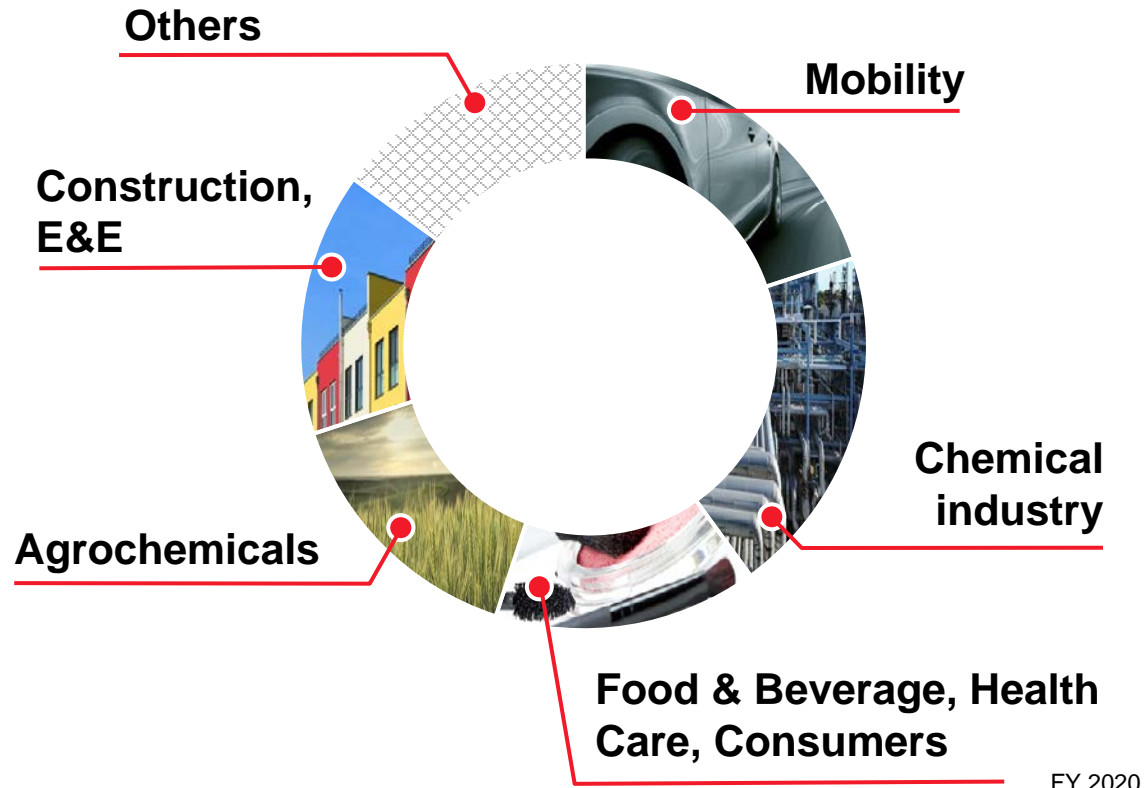 Others
Mobility
Construction,
E&E
Chemical
industry
Agrochemicals
Food & Beverage, Health
Care, Consumers
FY 2020